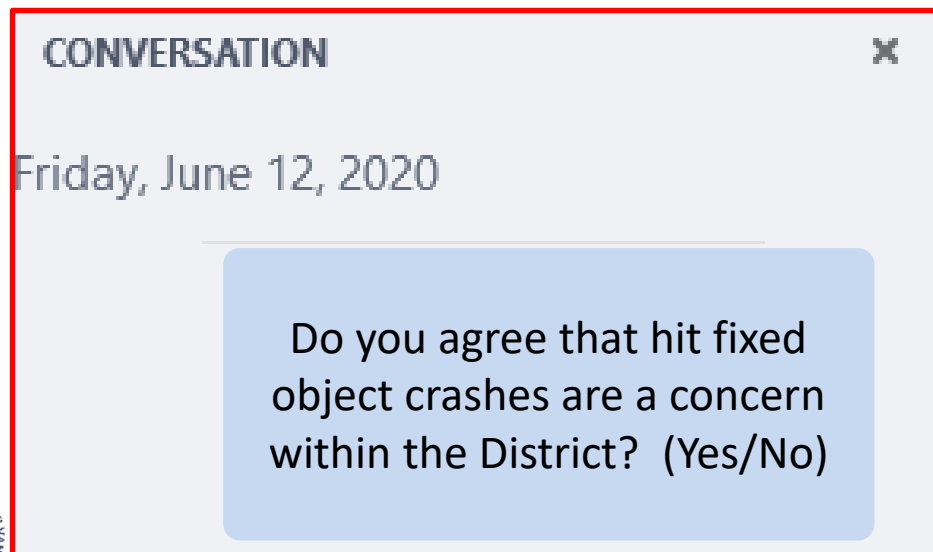 CONVERSATION
Friday, June 12, 2020
Do you agree that hit fixed
object crashes are a concern
within the District? (Yes/No)